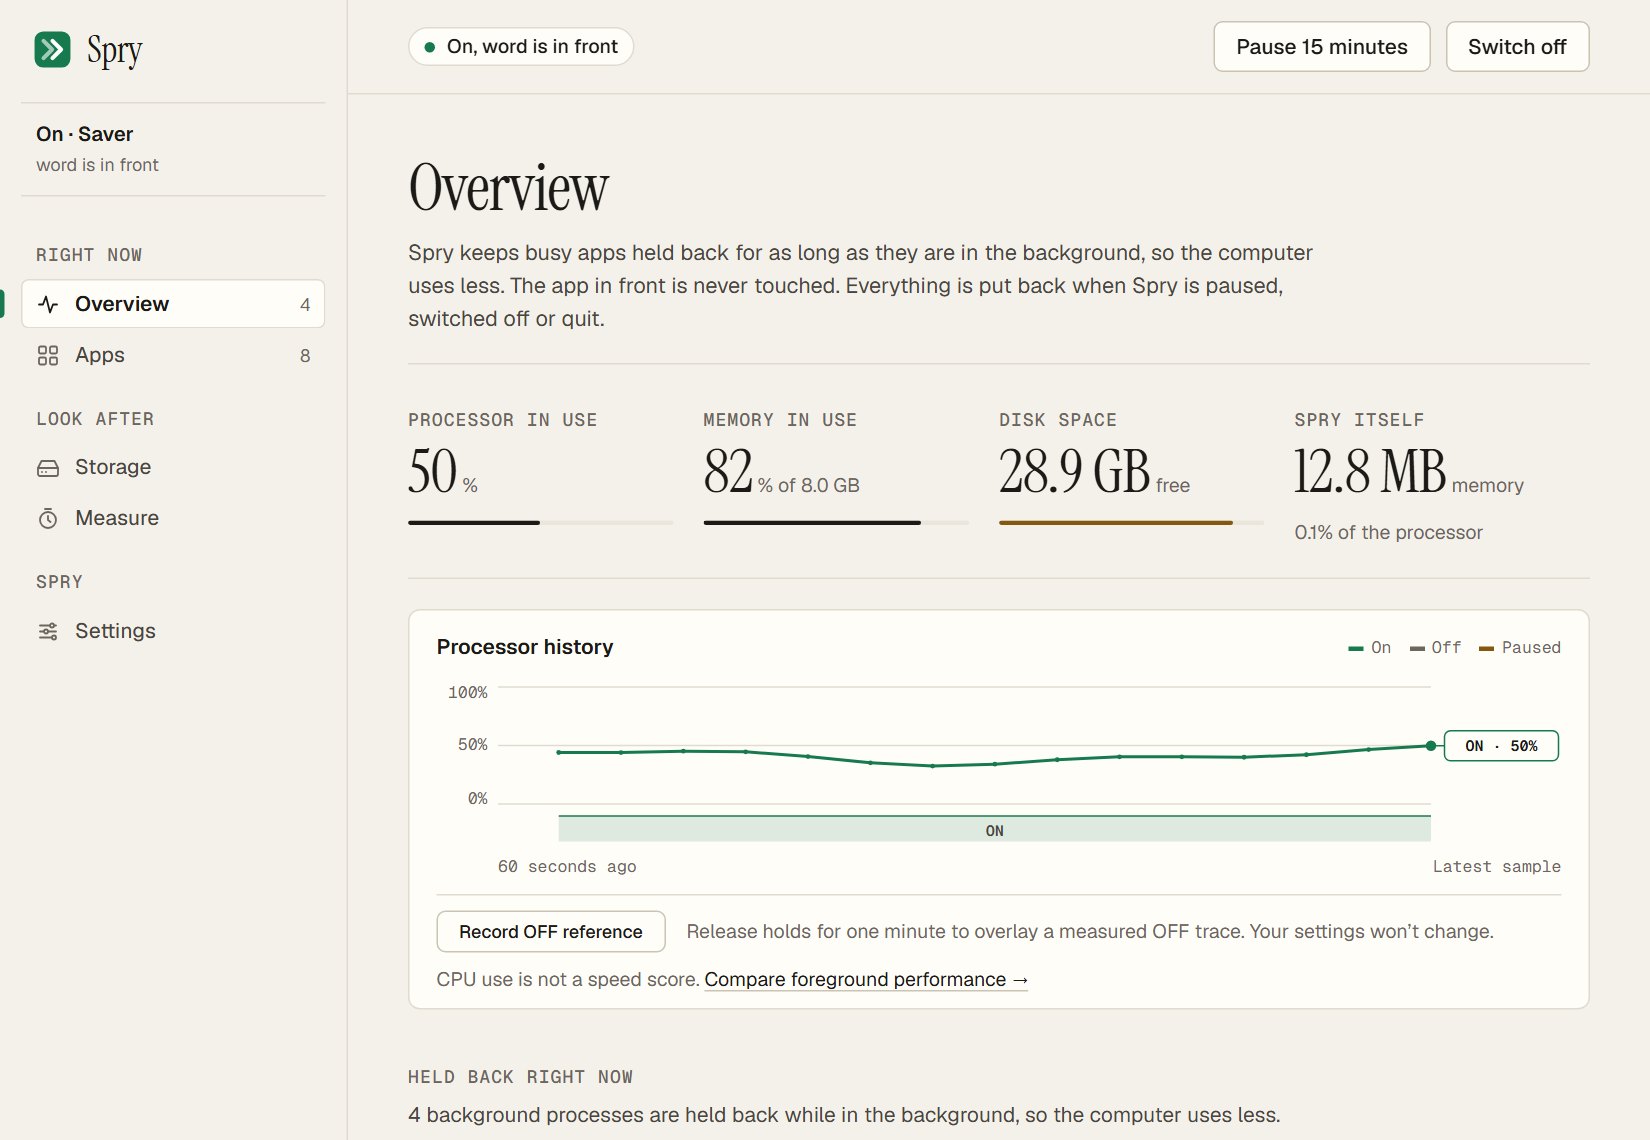 Spry
On · Saver
word is in front
RIGHT NOW
Overview 4
Apps 8
LOOK AFTER
Storage
Measure
SPRY
Settings
On, word is in front
Pause 15 minutes
Switch off
Overview
Spry keeps busy apps held back for as long as they are in the background, so the computer
uses less. The app in front is never touched. Everything is put back when Spry is paused,
switched off or quit.
PROCESSOR IN USE
50 %
MEMORY IN USE
82 % of 8.0 GB
DISK SPACE
28.9 GB free
SPRY ITSELF
12.8 MB memory
0.1% of the processor
Processor history
On Off Paused
100%
50%
0%
ON · 50%
ON
60 seconds ago
Latest sample
Record OFF reference
Release holds for one minute to overlay a measured OFF trace. Your settings won’t change.
CPU use is not a speed score. Compare foreground performance →
HELD BACK RIGHT NOW
4 background processes are held back while in the background, so the computer uses less.